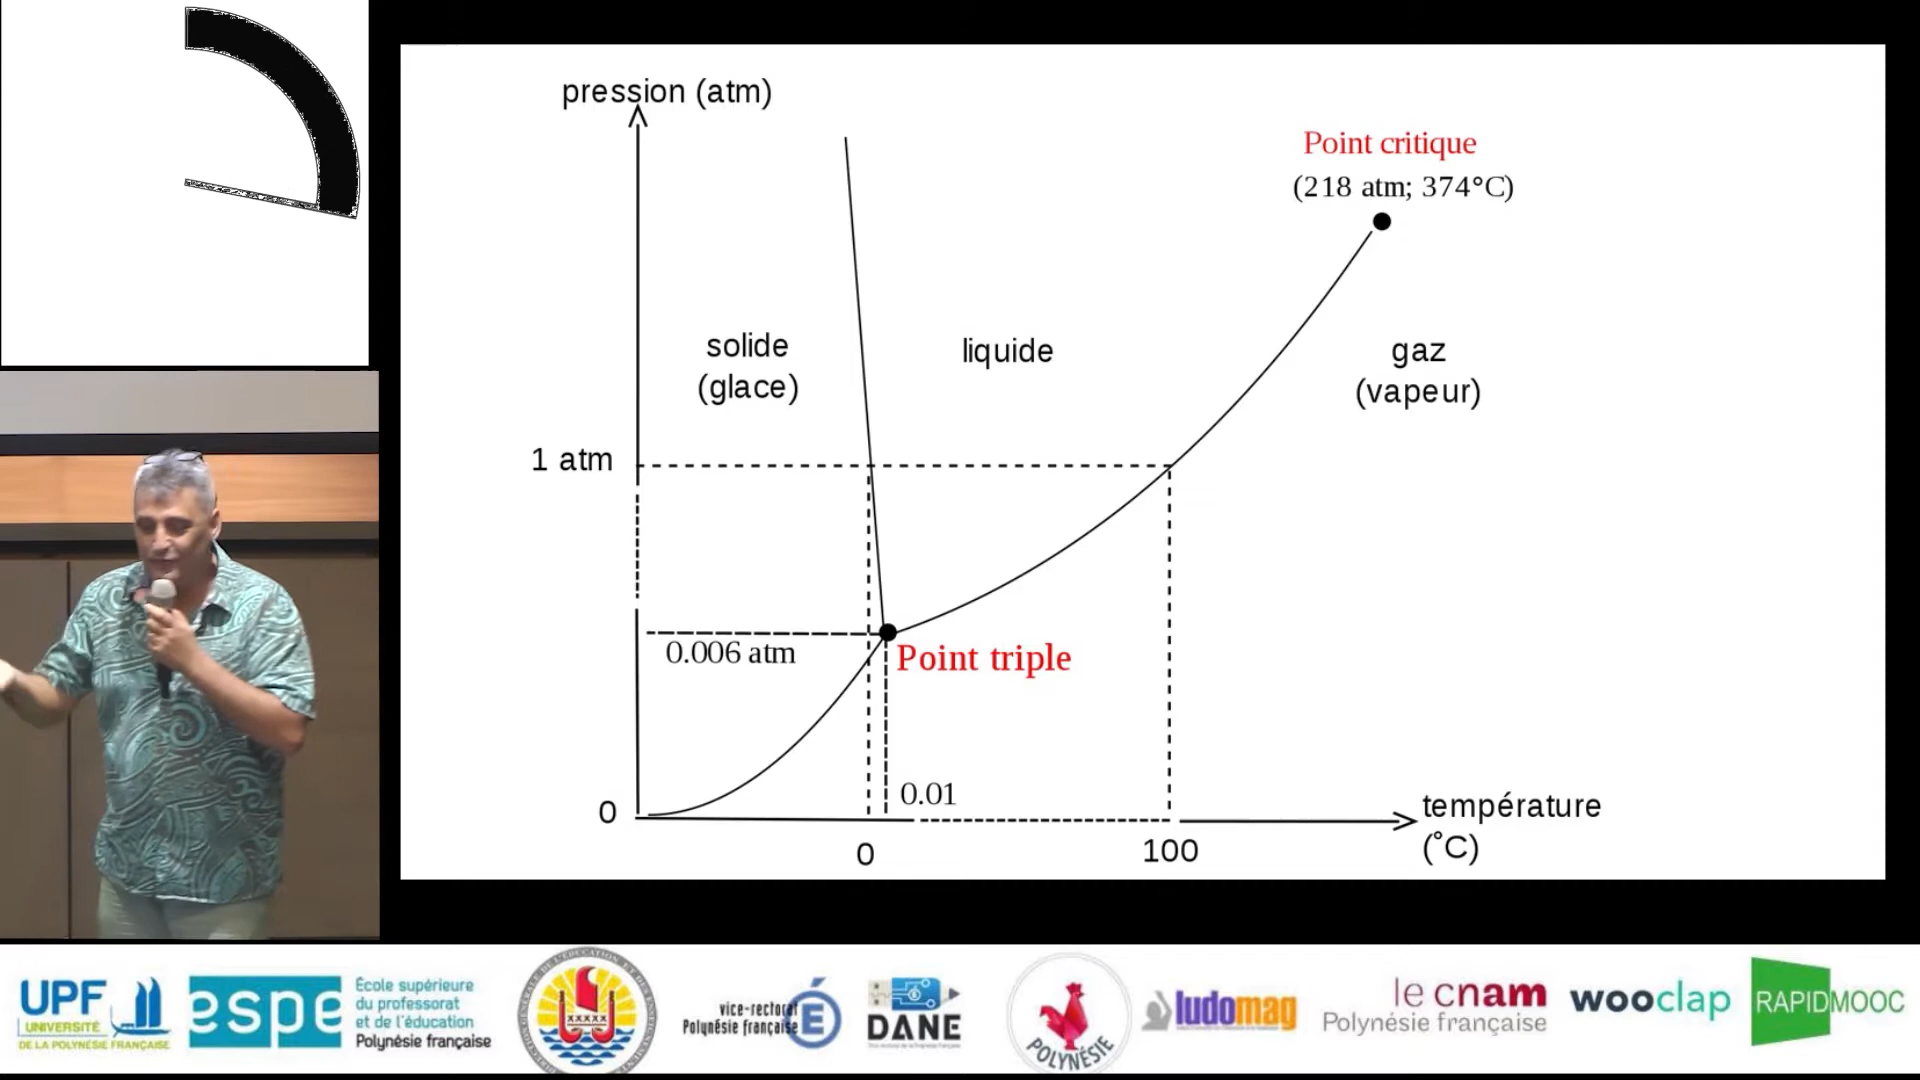 pression (atm)
Point critique
(218 atm; 374°C)
solide
(glace)
liquide
gaz
(vapeur)
1 atm
0.006 atm
Point triple
0.01
0
température
(°C)
0
100
UPF
UNIVERSITÉ
DE LA POLYNÉSIE FRANÇAISE
espe
École supérieure
du professorat
et de l'éducation
Polynésie française
vice-rectorat
Polynésie française
É
DANE
POLYNÉSIE
ludomag
le cnam
Polynésie française
wooclap
RAPIDMOOC